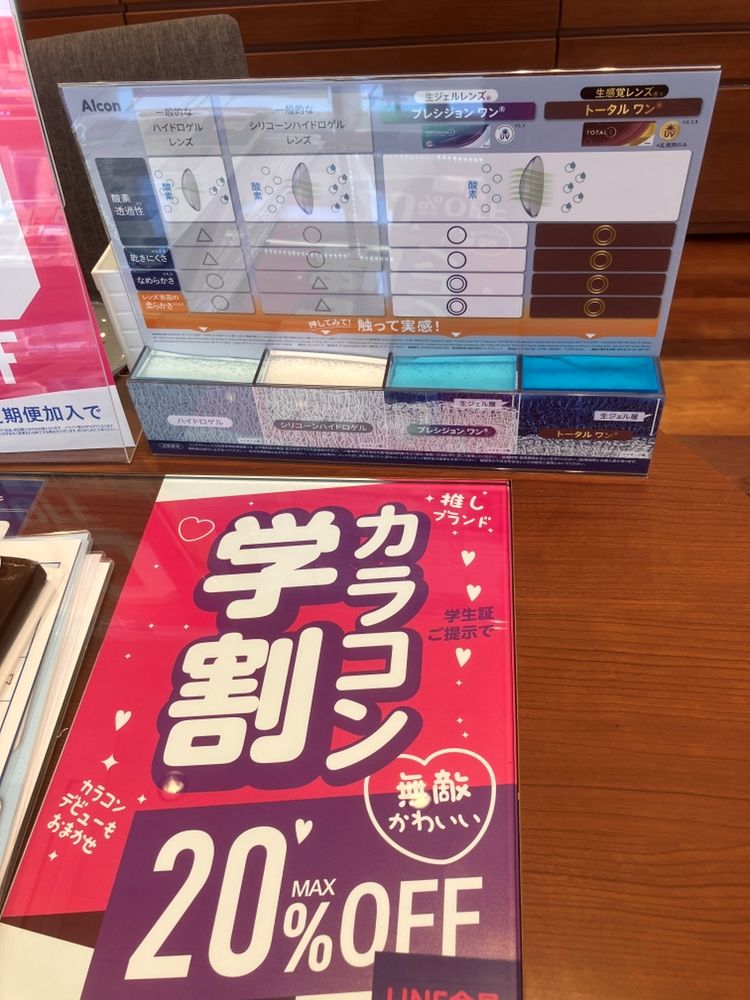 Alcon
一般的な
ハイドロゲル
レンズ
一般的な
シリコーンハイドロゲル
レンズ
生ジェルレンズ
プレシジョン ワン®
UV
生感覚レンズ
トータル ワン®
TOTAL
UV
酸素
透過性
酸素
酸素
酸素
△ ○ ○ ◎
乾きにくさ
△ ○ ○ ◎
なめらかさ
△ △ ◎ ◎
レンズ表面の
柔らかさ
○ △ ◎ ◎
押してみて! 触って実感!
ハイドロゲル
シリコーンハイドロゲル
生ジェル層
プレシジョン ワン®
生ジェル層
トータル ワン®
期便加入で
推し
ブランド
カラコン
学割
学生証
ご提示で
無敵
かわいい
カラコン
デビューも
おまかせ
MAX
20%OFF
LINE会員